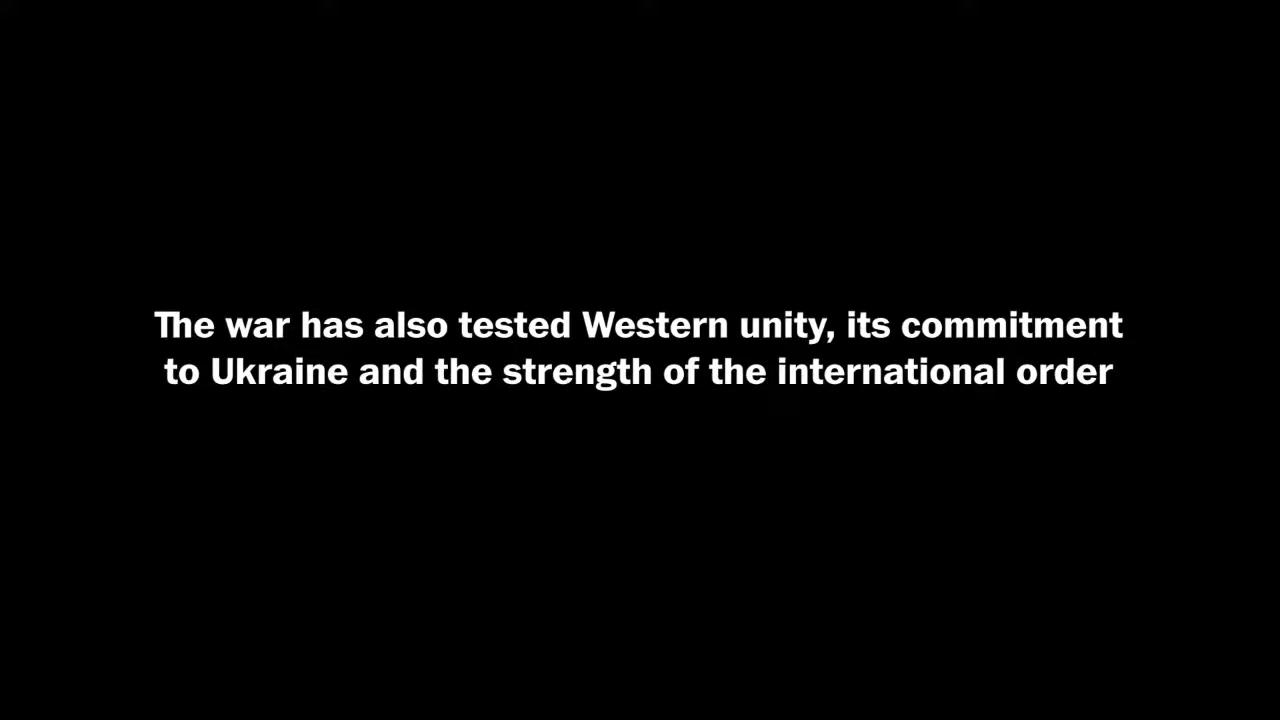 The war has also tested Western unity, its commitment
to Ukraine and the strength of the international order